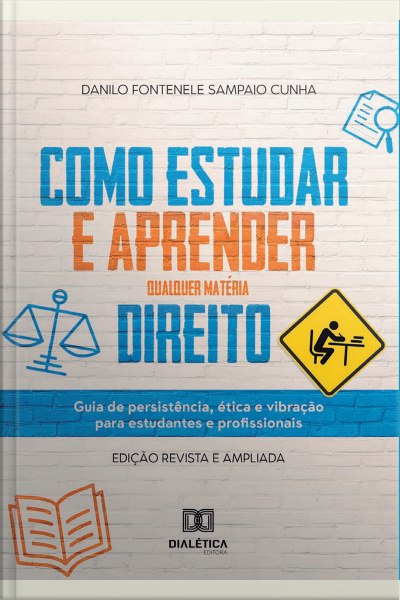 DANILO FONTENELE SAMPAIO CUNHA
COMO ESTUDAR
E APRENDER
QUALQUER MATÉRIA
DIREITO
Guia de persistência, ética e vibração
para estudantes e profissionais
EDIÇÃO REVISTA E AMPLIADA
DIALÉTICA
EDITORA